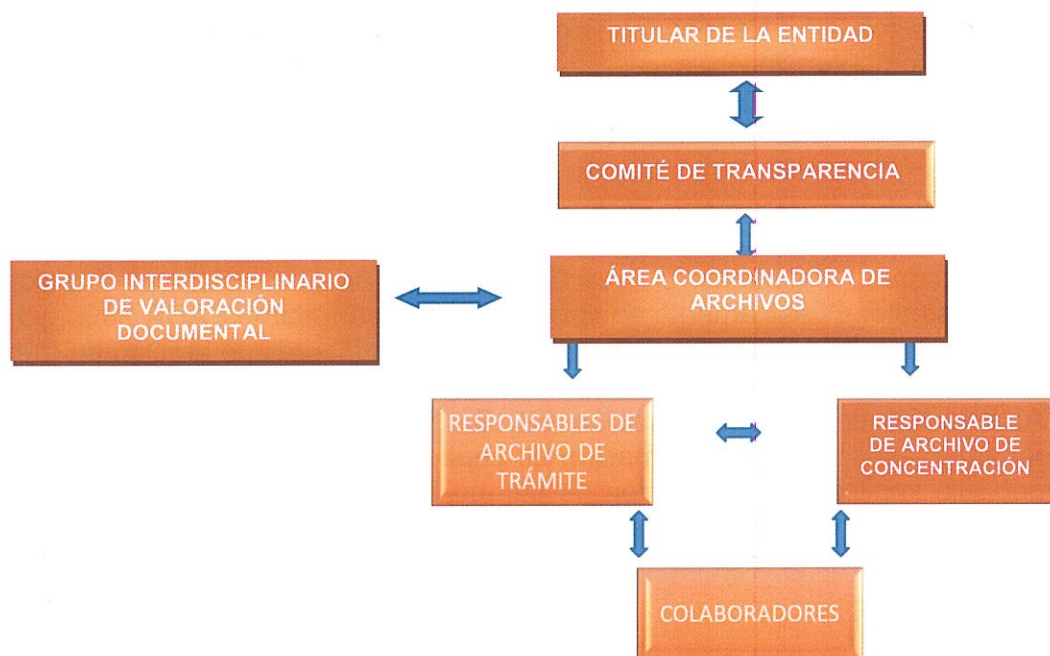 TITULAR DE LA ENTIDAD
COMITÉ DE TRANSPARENCIA
GRUPO INTERDISCIPLINARIO
DE VALORACIÓN
DOCUMENTAL
ÁREA COORDINADORA DE
ARCHIVOS
RESPONSABLES DE
ARCHIVO DE
TRÁMITE
RESPONSABLE
DE ARCHIVO DE
CONCENTRACIÓN
COLABORADORES